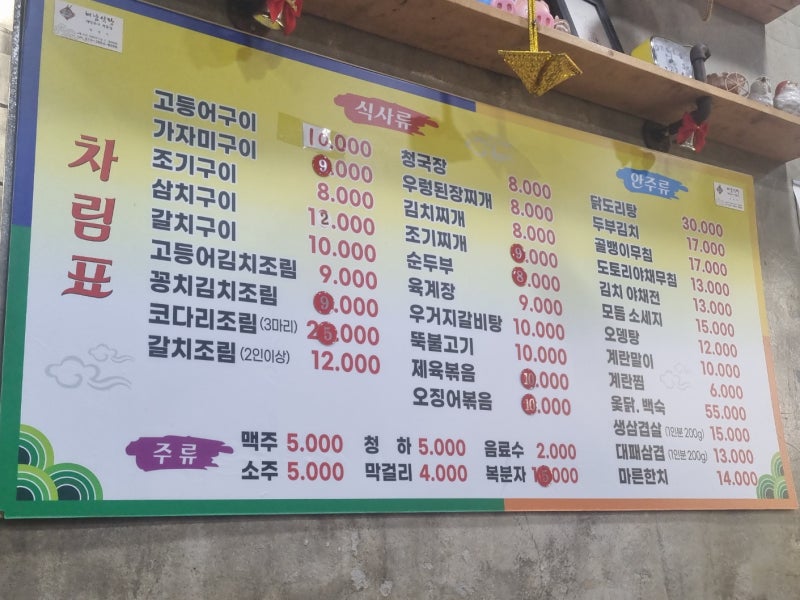 차림표
식사류
고등어구이 10.000
가자미구이 9.000
조기구이 8.000
삼치구이 12.000
갈치구이 10.000
고등어김치조림 9.000
꽁치김치조림 9.000
코다리조림 (3마리) 25.000
갈치조림 (2인이상) 12.000
청국장 8.000
우렁된장찌개 8.000
김치찌개 8.000
조기찌개 9.000
순두부 8.000
육계장 9.000
우거지갈비탕 10.000
뚝불고기 10.000
제육볶음 10.000
오징어볶음 10.000
안주류
닭도리탕 30.000
두부김치 17.000
골뱅이무침 17.000
도토리야채무침 13.000
김치 야채전 13.000
모듬 소세지 15.000
오뎅탕 12.000
계란말이 10.000
계란찜 6.000
옻닭. 백숙 55.000
생삼겹살 (1인분 200g) 15.000
대패삼겹 (1인분 200g) 13.000
마른한치 14.000
주류
맥주 5.000 청 하 5.000 음료수 2.000
소주 5.000 막걸리 4.000 복분자 15.000